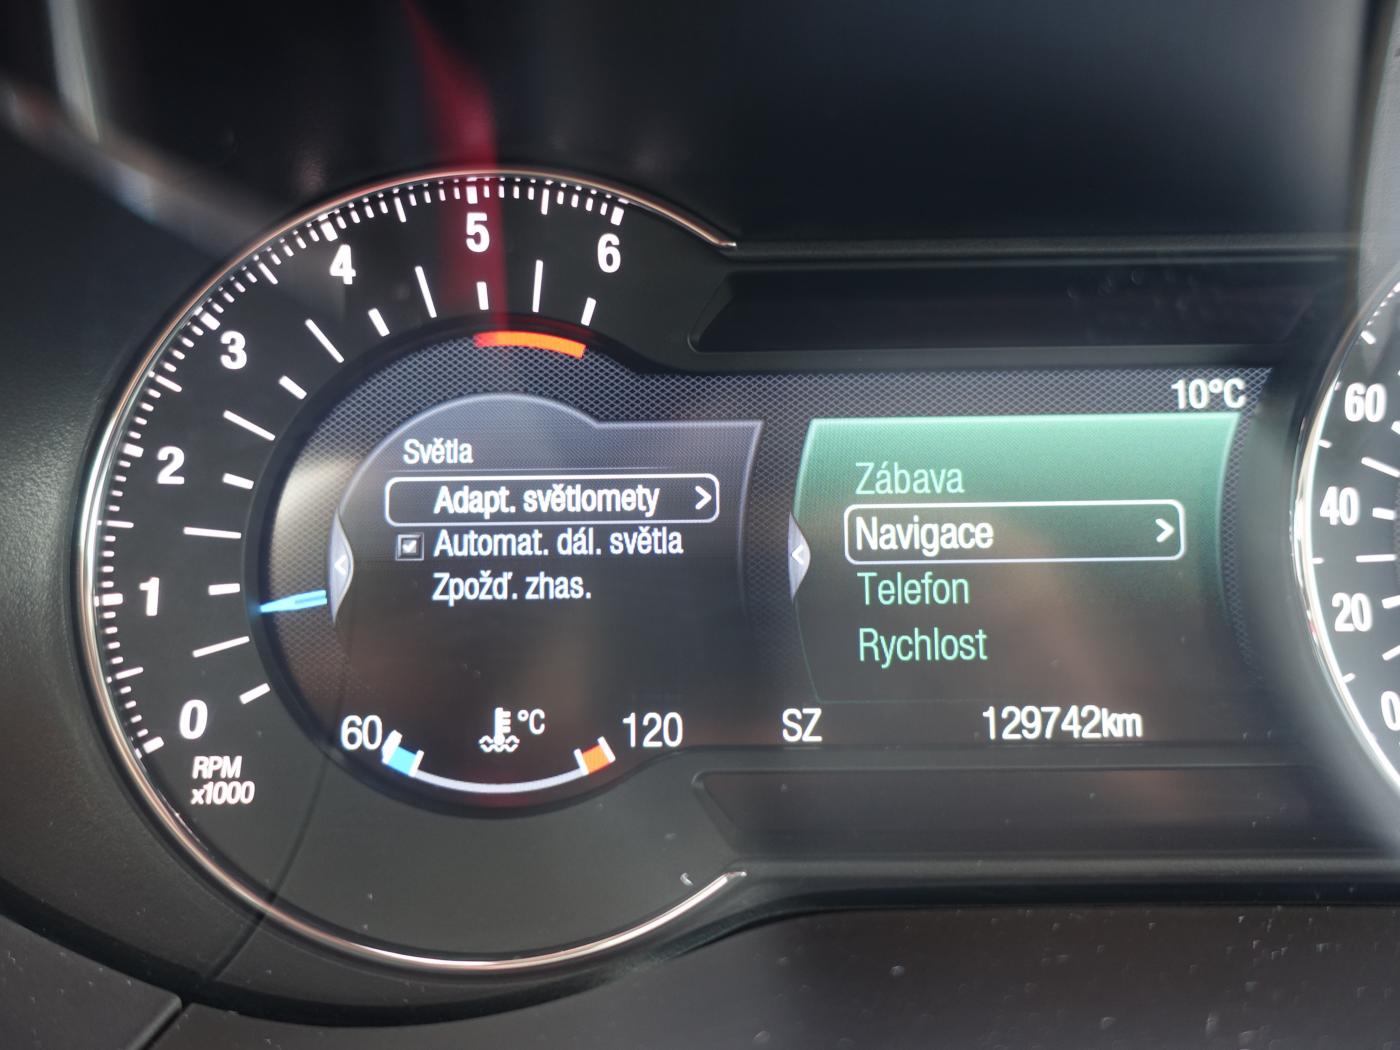 5
4
6
3
2
1
0
RPM
x1000
10°C
Světla
Adapt. světlomety >
Automat. dál. světla
Zpožď. zhas.
<
60
°C
120
Zábava
Navigace >
Telefon
Rychlost
<
SZ
129742km
60
40
20
0